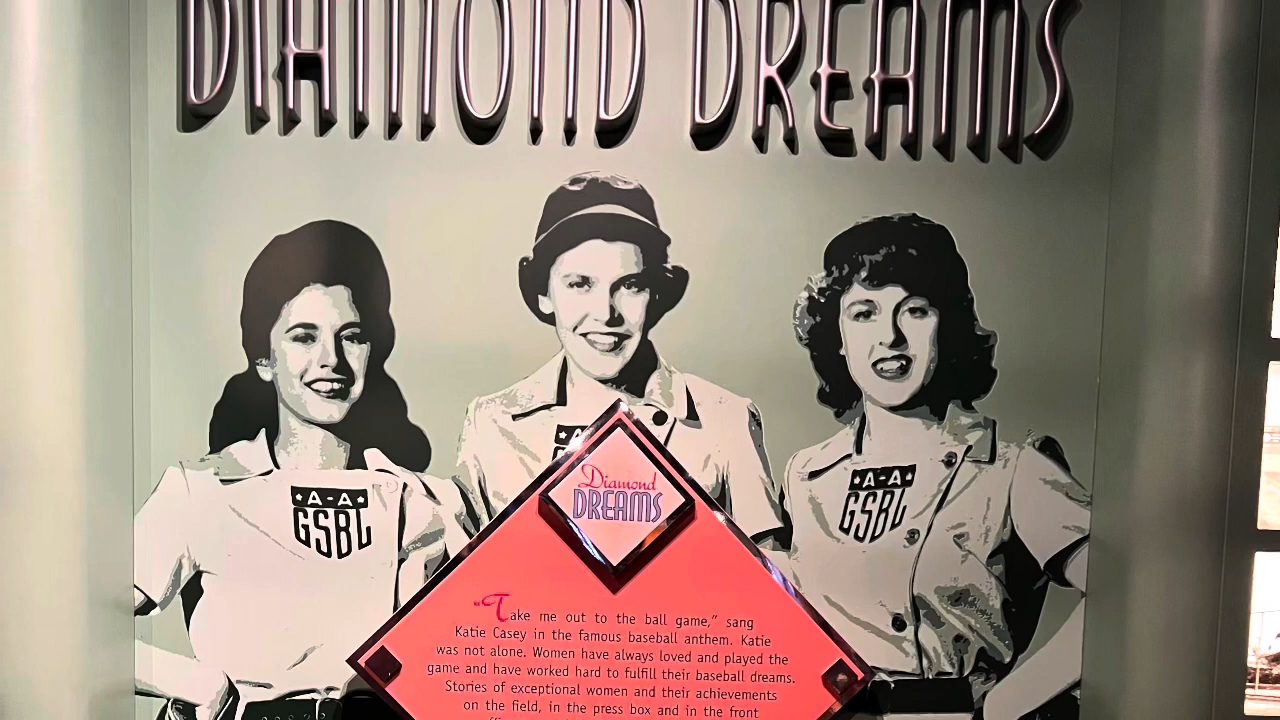 DIAMOND DREAMS
A-A
GSBL
A
A-A
GSBL
Diamond
DREAMS
"Take me out to the ball game," sang
Katie Casey in the famous baseball anthem. Katie
was not alone. Women have always loved and played the
game and have worked hard to fulfill their baseball dreams.
Stories of exceptional women and their achievements
on the field, in the press box and in the front